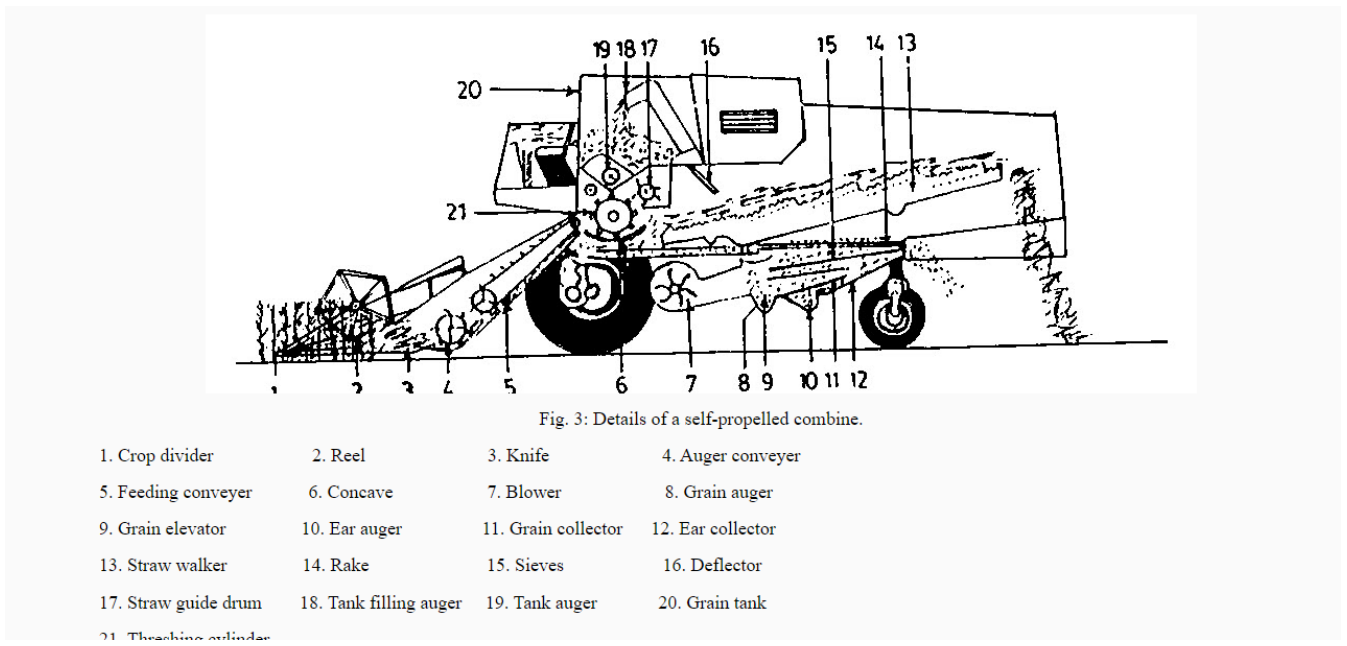 19 18 17 16 15 14 13
20
21
1 2 3 4 5 6 7 8 9 10 11 12
Fig. 3: Details of a self-propelled combine.
1. Crop divider 2. Reel 3. Knife 4. Auger conveyer
5. Feeding conveyer 6. Concave 7. Blower 8. Grain auger
9. Grain elevator 10. Ear auger 11. Grain collector 12. Ear collector
13. Straw walker 14. Rake 15. Sieves 16. Deflector
17. Straw guide drum 18. Tank filling auger 19. Tank auger 20. Grain tank
21. Threshing cylinder